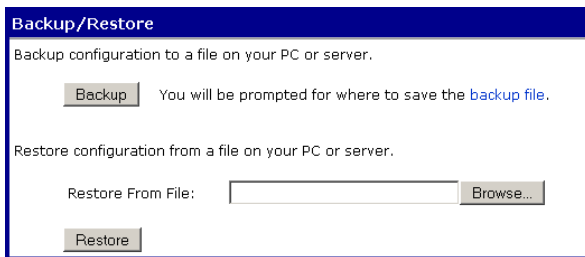 Backup/Restore
Backup configuration to a file on your PC or server.
Backup You will be prompted for where to save the backup file.
Restore configuration from a file on your PC or server.
Restore From File: Browse...
Restore